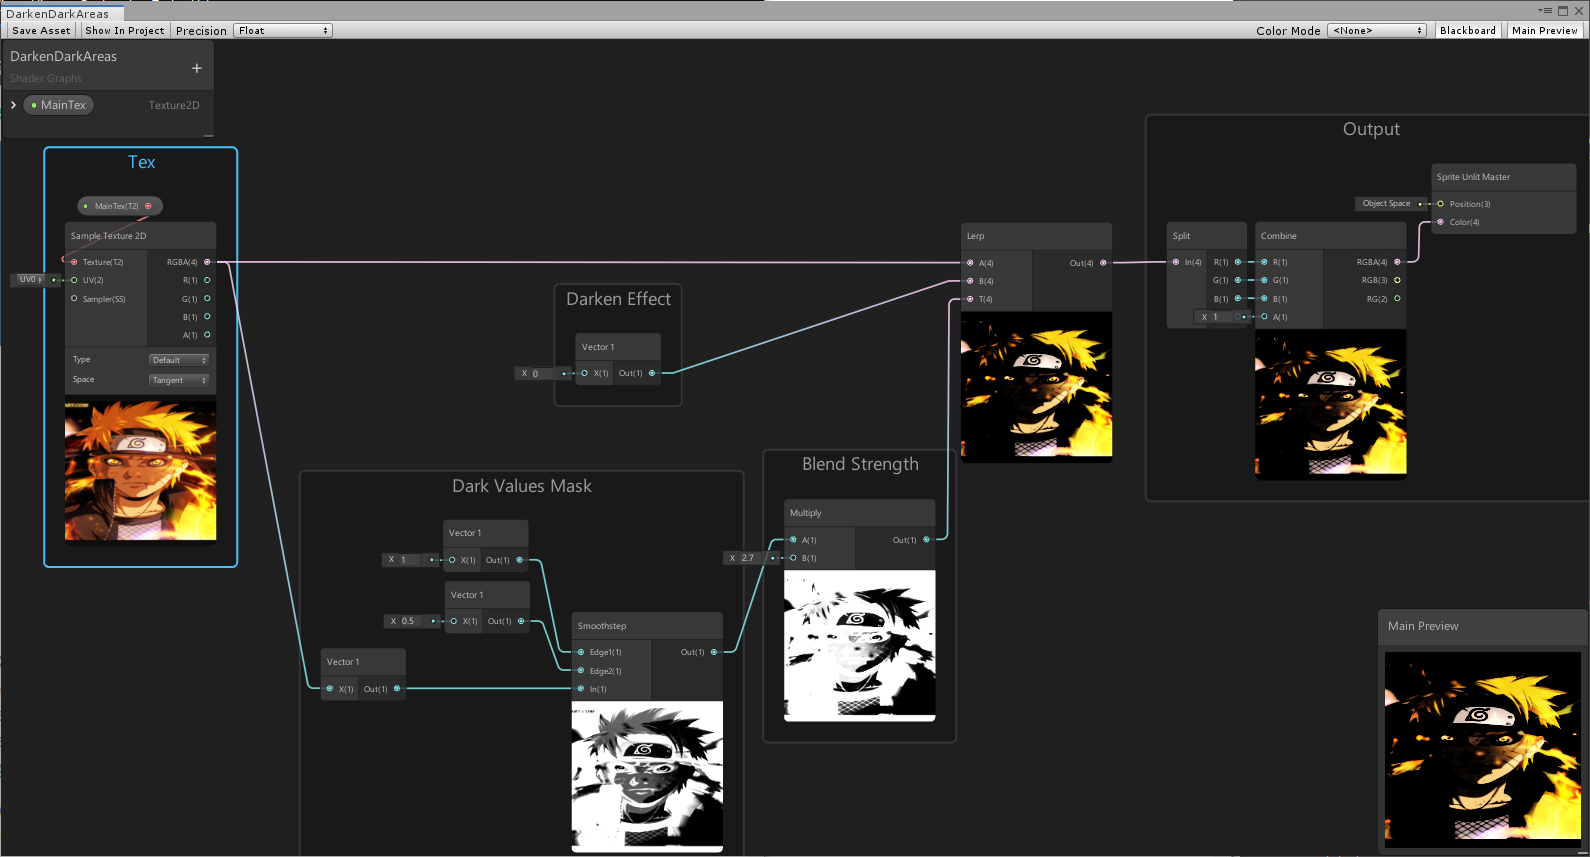 DarkenDarkAreas
Save Asset Show In Project Precision Float Color Mode <None> Blackboard Main Preview
DarkenDarkAreas
Shader Graphs
+
MainTex Texture2D
Tex
MainTex(T2)
Sample Texture 2D
Texture(T2) RGBA(4)
UV0 UV(2) R(1)
Sampler(SS) G(1)
B(1)
A(1)
Type Default
Space Tangent
Darken Effect
Vector 1
X 0 X(1) Out(1)
Dark Values Mask
Vector 1
X 1 X(1) Out(1)
Vector 1
X 0.5 X(1) Out(1)
Vector 1
X(1) Out(1)
Smoothstep
Edge1(1) Out(1)
Edge2(1)
In(1)
Blend Strength
Multiply
A(1) Out(1)
X 2.7 B(1)
Lerp
A(4) Out(4)
B(4)
T(4)
Output
Split
In(4) R(1)
G(1)
B(1)
Combine
R(1) RGBA(4)
G(1) RGB(3)
B(1) RG(2)
X 1 A(1)
Sprite Unlit Master
Object Space Position(3)
Color(4)
Main Preview